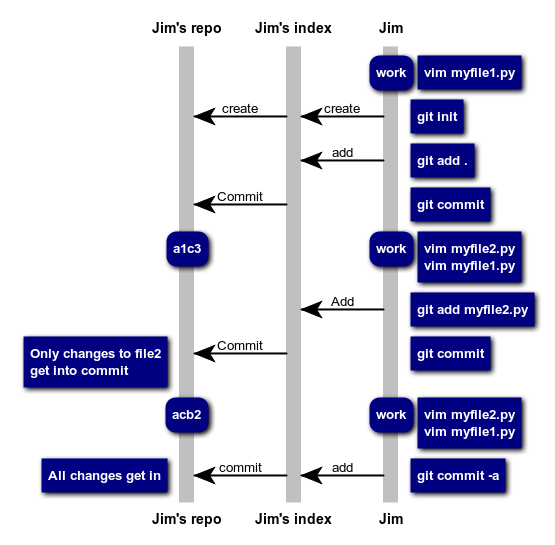 Jim's repo Jim's index Jim
work vim myfile1.py
create create git init
add git add .
Commit git commit
a1c3 work vim myfile2.py
vim myfile1.py
Add git add myfile2.py
Only changes to file2
get into commit
Commit git commit
acb2 work vim myfile2.py
vim myfile1.py
All changes get in commit add git commit -a
Jim's repo Jim's index Jim